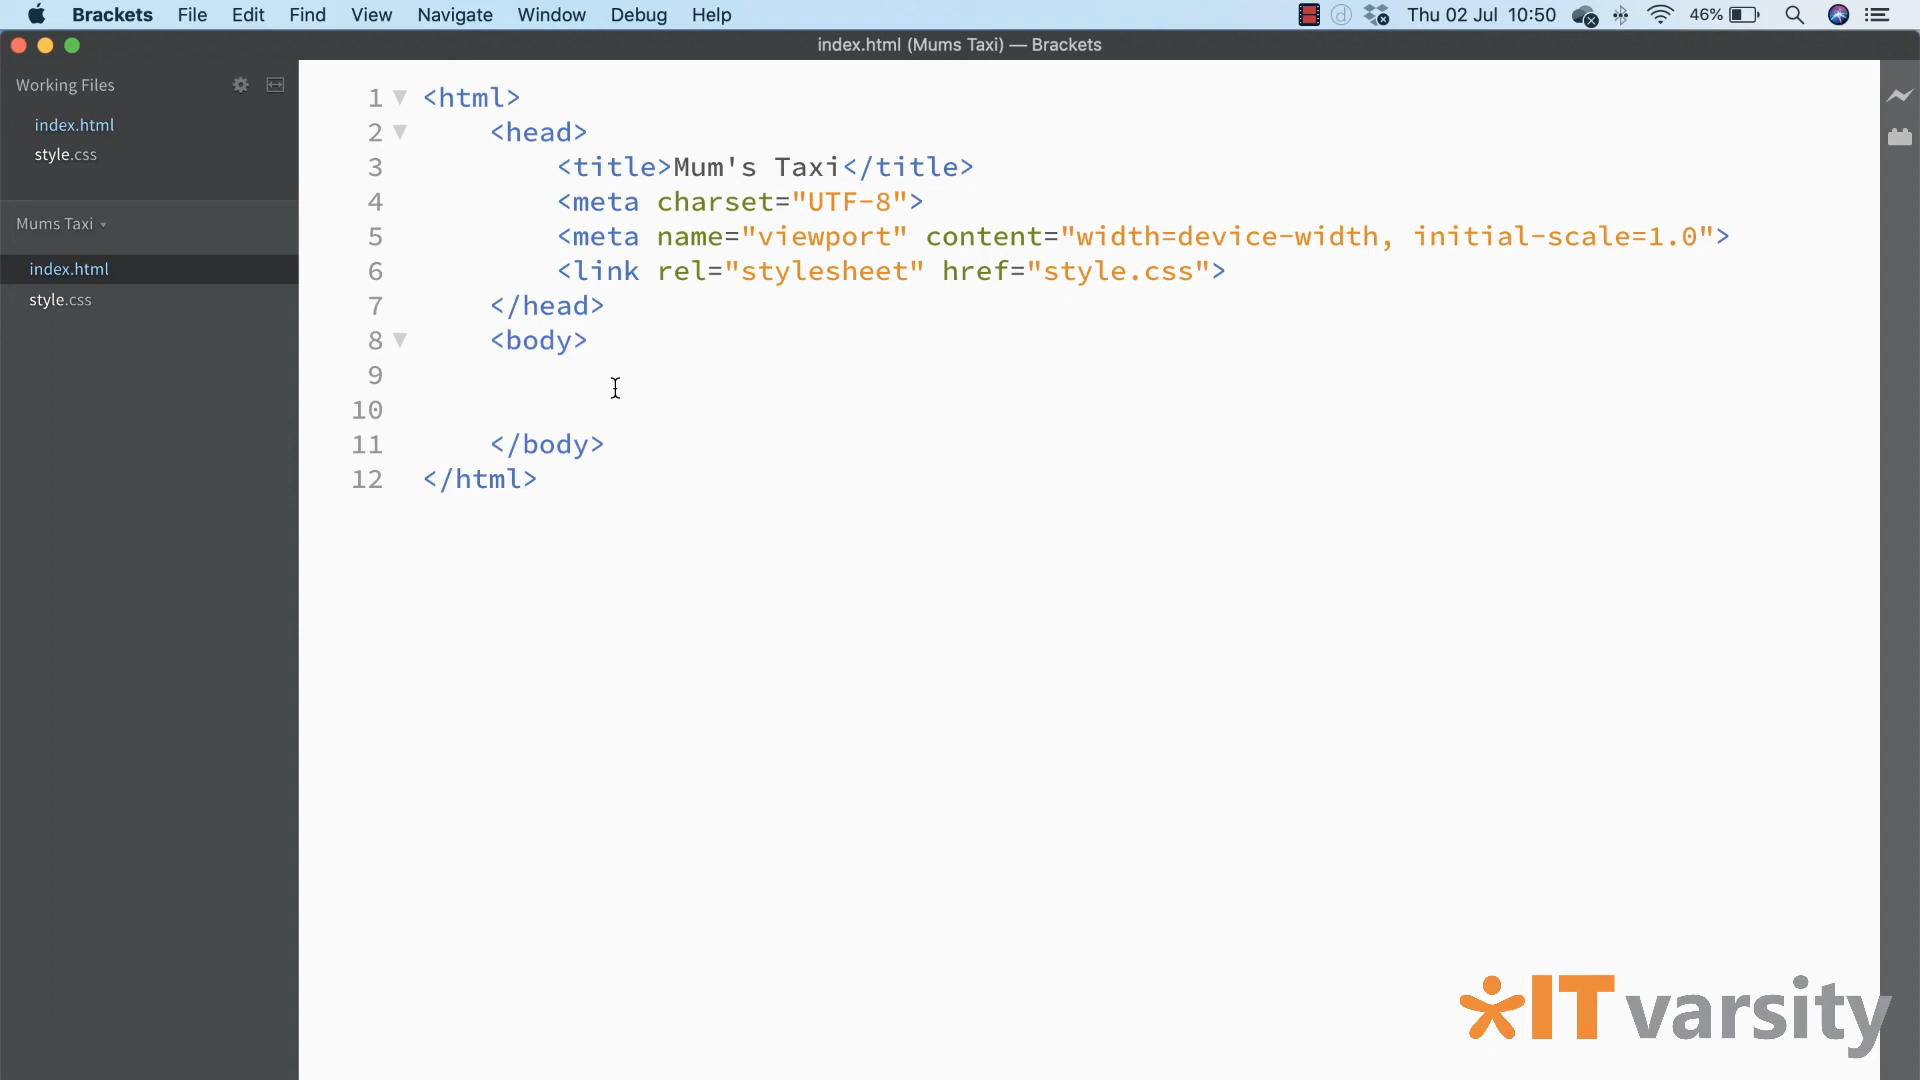 Brackets File Edit Find View Navigate Window Debug Help Thu 02 Jul 10:50 46%
index.html (Mums Taxi) — Brackets
Working Files
index.html
style.css
Mums Taxi
index.html
style.css
1 <html>
2 <head>
3 <title>Mum's Taxi</title>
4 <meta charset="UTF-8">
5 <meta name="viewport" content="width=device-width, initial-scale=1.0">
6 <link rel="stylesheet" href="style.css">
7 </head>
8 <body>
9
10
11 </body>
12 </html>
IT varsity